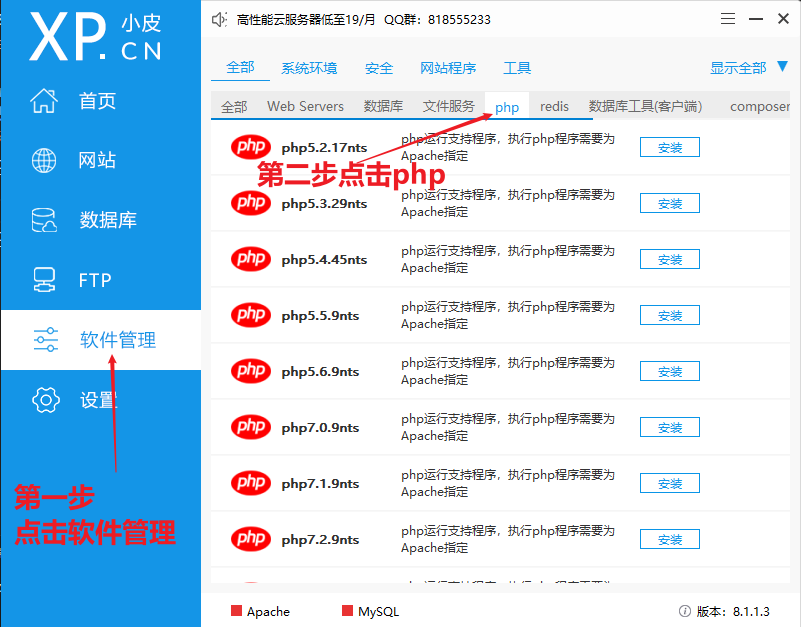 XP.CN 小皮
首页
网站
数据库
FTP
软件管理
设置
第一步
点击软件管理
高性能云服务器低至19/月 QQ群：818555233
全部 系统环境 安全 网站程序 工具 显示全部
全部 Web Servers 数据库 文件服务 php redis 数据库工具(客户端) composer
php php5.2.17nts php运行支持程序，执行php程序需要为
Apache指定 安装
第二步点击php
php php5.3.29nts php运行支持程序，执行php程序需要为
Apache指定 安装
php php5.4.45nts php运行支持程序，执行php程序需要为
Apache指定 安装
php php5.5.9nts php运行支持程序，执行php程序需要为
Apache指定 安装
php php5.6.9nts php运行支持程序，执行php程序需要为
Apache指定 安装
php php7.0.9nts php运行支持程序，执行php程序需要为
Apache指定 安装
php php7.1.9nts php运行支持程序，执行php程序需要为
Apache指定 安装
php php7.2.9nts php运行支持程序，执行php程序需要为
Apache指定 安装
Apache MySQL 版本：8.1.1.3